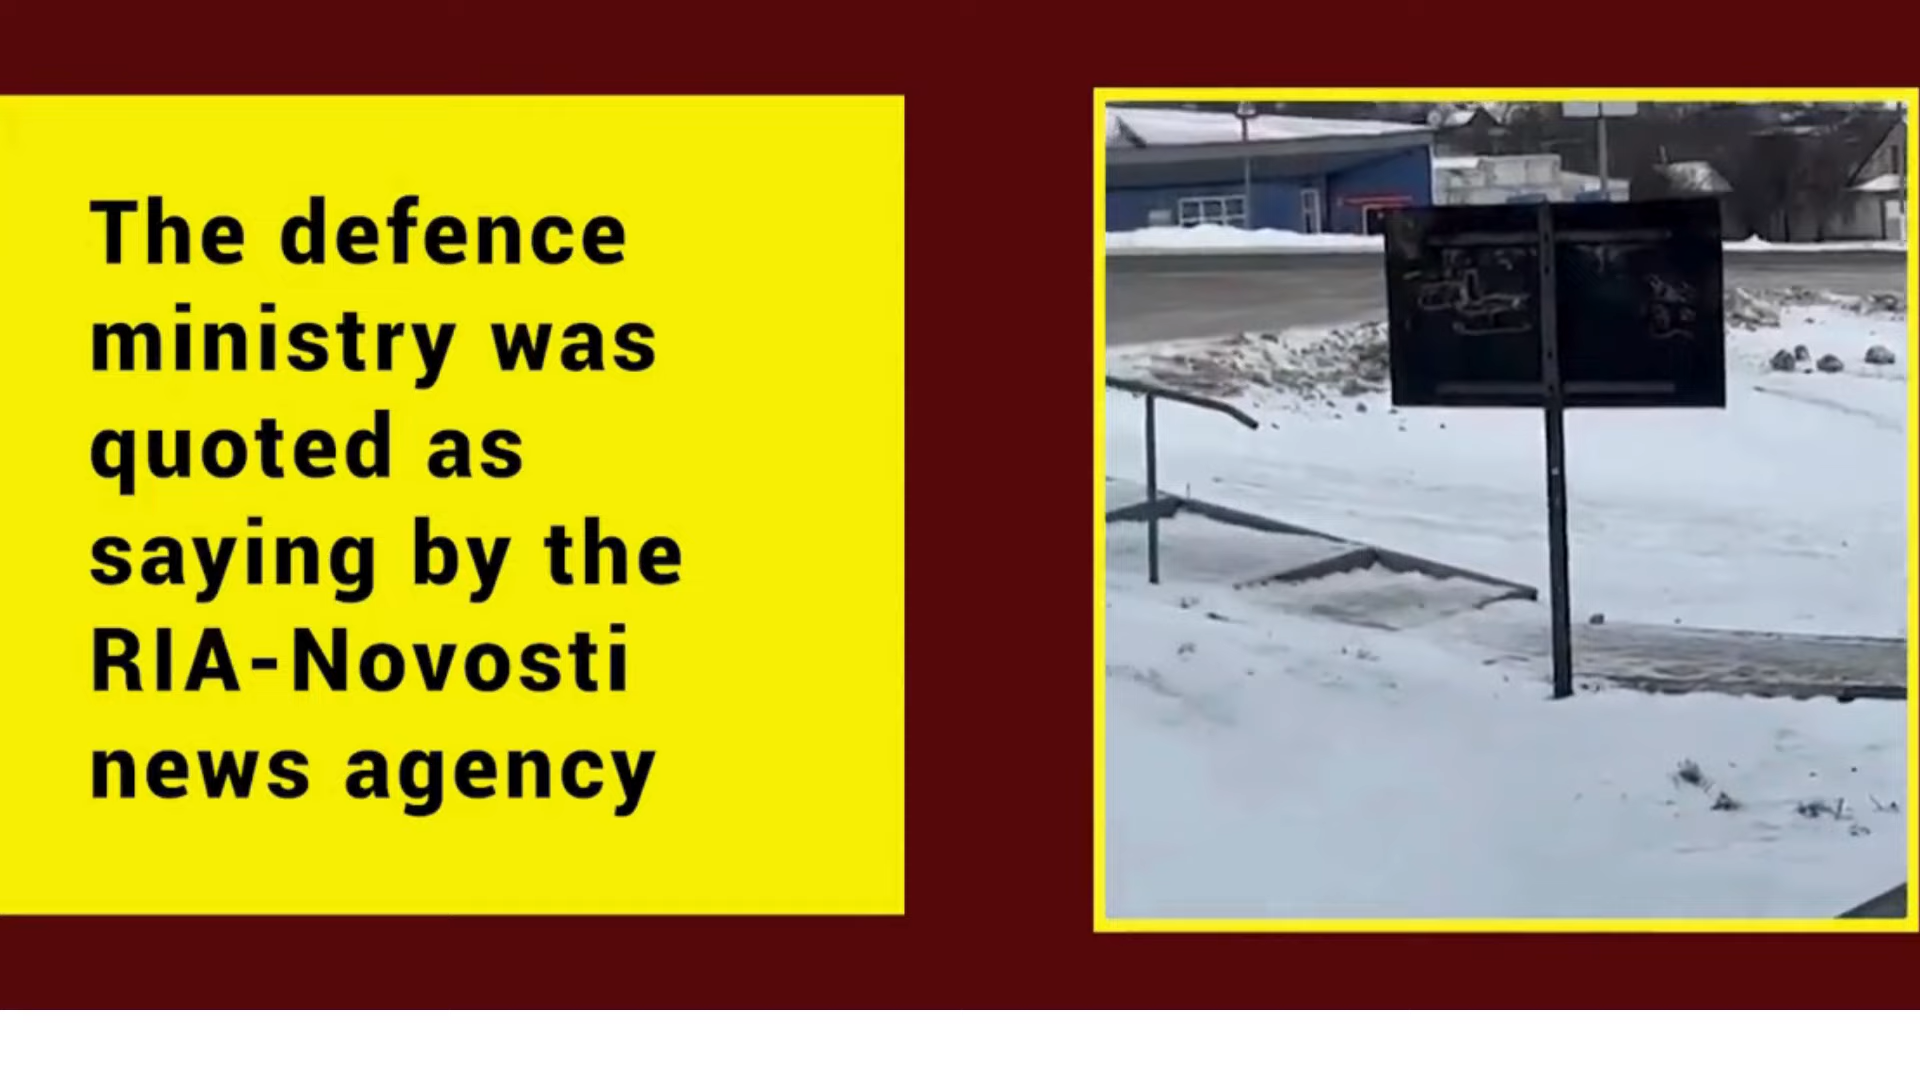 The defence
ministry was
quoted as
saying by the
RIA-Novosti
news agency